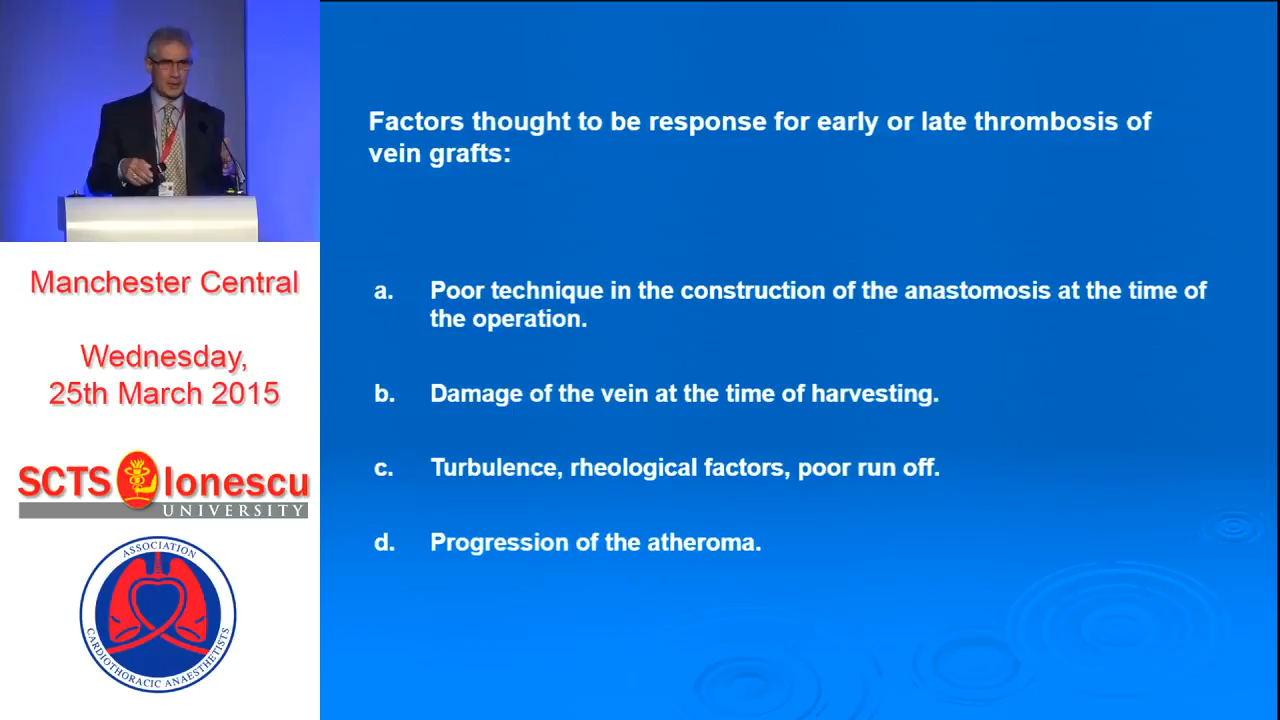 Factors thought to be response for early or late thrombosis of
vein grafts:
a. Poor technique in the construction of the anastomosis at the time of
the operation.
b. Damage of the vein at the time of harvesting.
c. Turbulence, rheological factors, poor run off.
d. Progression of the atheroma.
Manchester Central
Wednesday,
25th March 2015
SCTS Ionescu
UNIVERSITY
ASSOCIATION
CARDIOTHORACIC ANAESTHETISTS